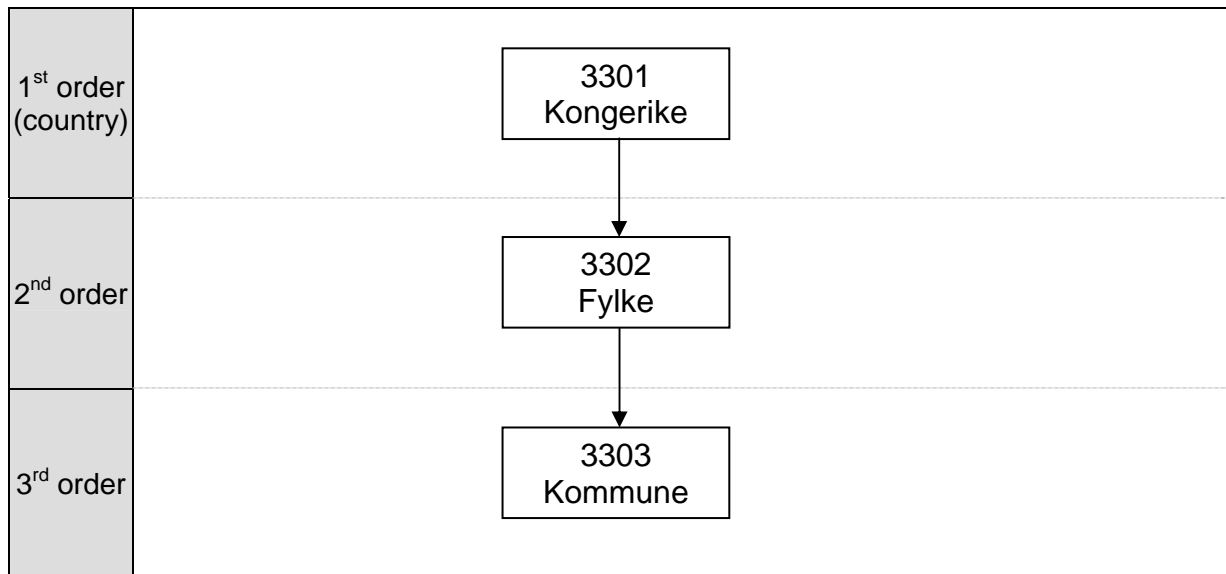 1st order
(country)
3301
Kongerike
2nd order
3302
Fylke
3rd order
3303
Kommune